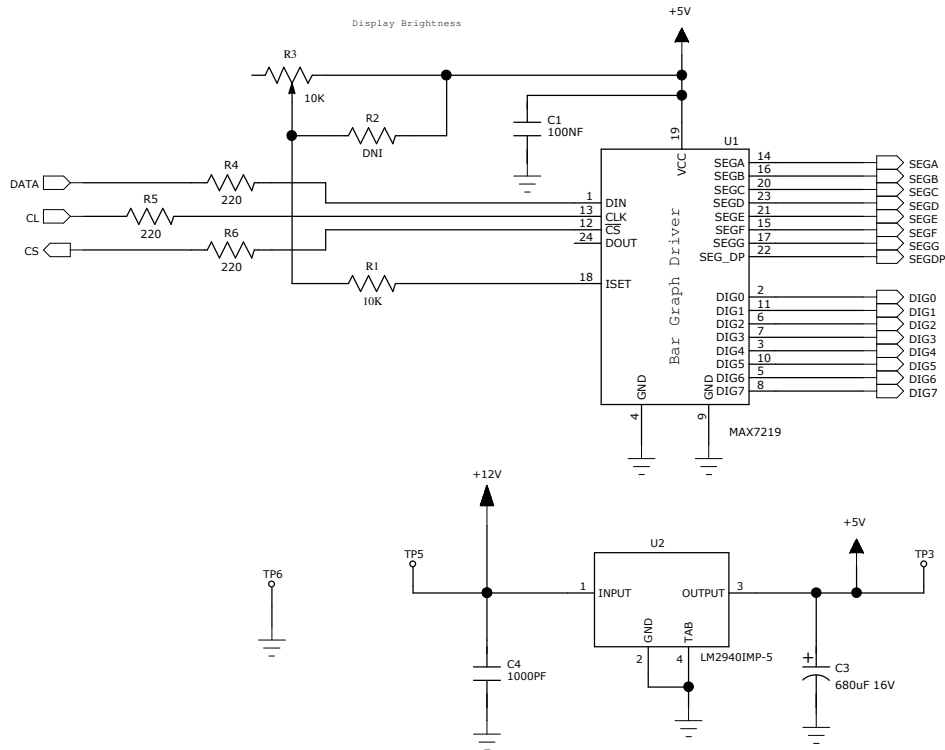 Display Brightness
+5V
R3
10K
R2
DNI
C1
100NF
19
U1
VCC
DATA
R4
220
CL
R5
220
CS
R6
220
R1
10K
1 DIN
13 CLK
12 CS
24 DOUT
18 ISET
Bar Graph Driver
SEGA 14 SEGA
SEGB 16 SEGB
SEGC 20 SEGC
SEGD 23 SEGD
SEGE 21 SEGE
SEGF 15 SEGF
SEGG 17 SEGG
SEG_DP 22 SEGDP
DIG0 2 DIG0
DIG1 11 DIG1
DIG2 6 DIG2
DIG3 7 DIG3
DIG4 3 DIG4
DIG5 10 DIG5
DIG6 5 DIG6
DIG7 8 DIG7
GND
GND
4
9
MAX7219
+12V
+5V
TP5
U2
TP3
TP6
1 INPUT
OUTPUT 3
GND
TAB
2
4
LM2940IMP-5
C4
1000PF
+
C3
680uF 16V